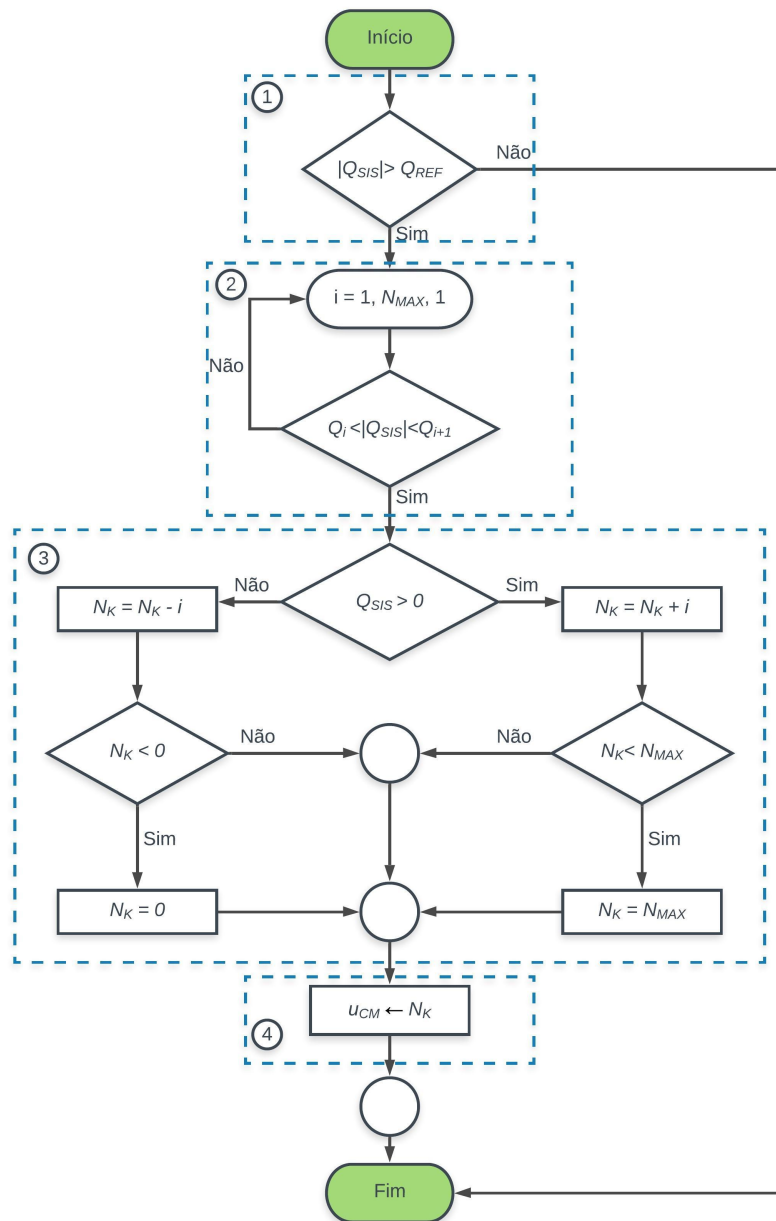 Início
1
|Q_SIS|> Q_REF
Não
Sim
2
i = 1, N_MAX, 1
Não
Q_i <|Q_SIS|<Q_i+1
Sim
3
Não
Q_SIS > 0
Sim
N_K = N_K - i
N_K = N_K + i
N_K < 0
Não
Não
N_K< N_MAX
Sim
Sim
N_K = 0
N_K = N_MAX
u_CM ← N_K
4
Fim